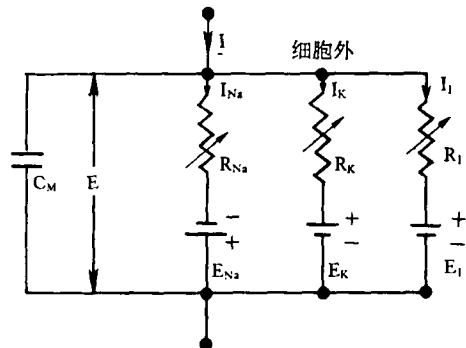 I
细胞外
I_Na I_K I_l
C_M E R_Na R_K R_l
- + +
+ - -
E_Na E_K E_l